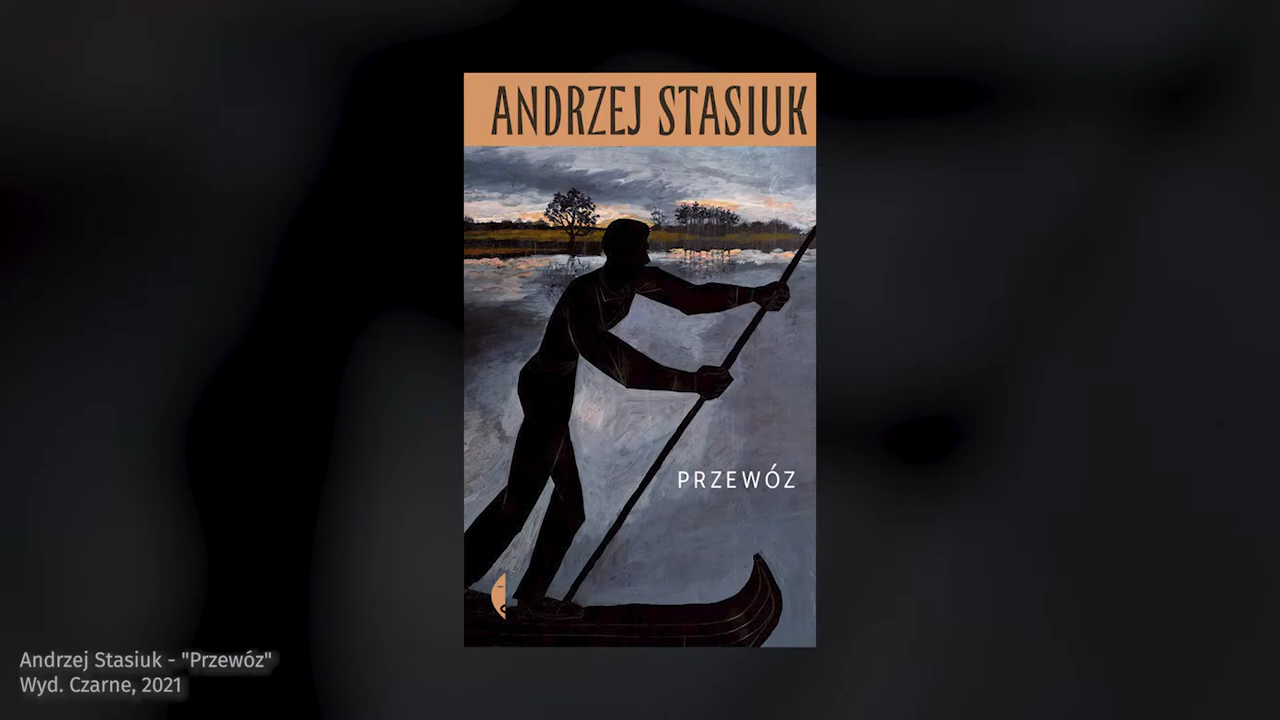 ANDRZEJ STASIUK
PRZEWÓZ
Andrzej Stasiuk - "Przewóz"
Wyd. Czarne, 2021